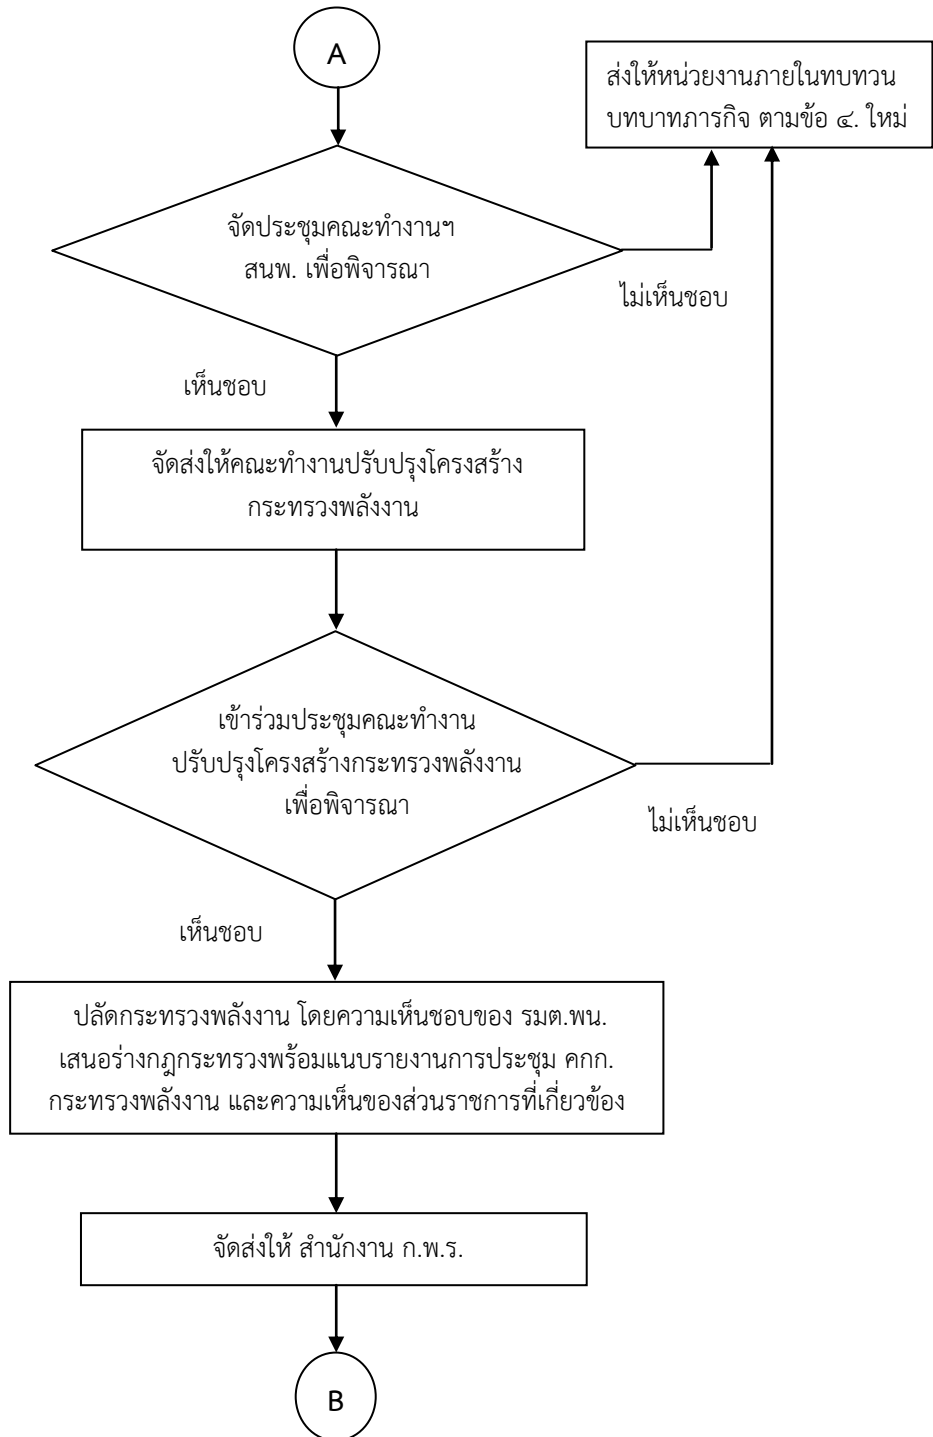 A
ส่งให้หน่วยงานภายในทบทวน
บทบาทภารกิจ ตามข้อ ๔. ใหม่
จัดประชุมคณะทำงานฯ
สนพ. เพื่อพิจารณา
ไม่เห็นชอบ
เห็นชอบ
จัดส่งให้คณะทำงานปรับปรุงโครงสร้าง
กระทรวงพลังงาน
เข้าร่วมประชุมคณะทำงาน
ปรับปรุงโครงสร้างกระทรวงพลังงาน
เพื่อพิจารณา
ไม่เห็นชอบ
เห็นชอบ
ปลัดกระทรวงพลังงาน โดยความเห็นชอบของ รมต.พน.
เสนอร่างกฎกระทรวงพร้อมแนบรายงานการประชุม คกก.
กระทรวงพลังงาน และความเห็นของส่วนราชการที่เกี่ยวข้อง
จัดส่งให้ สำนักงาน ก.พ.ร.
B